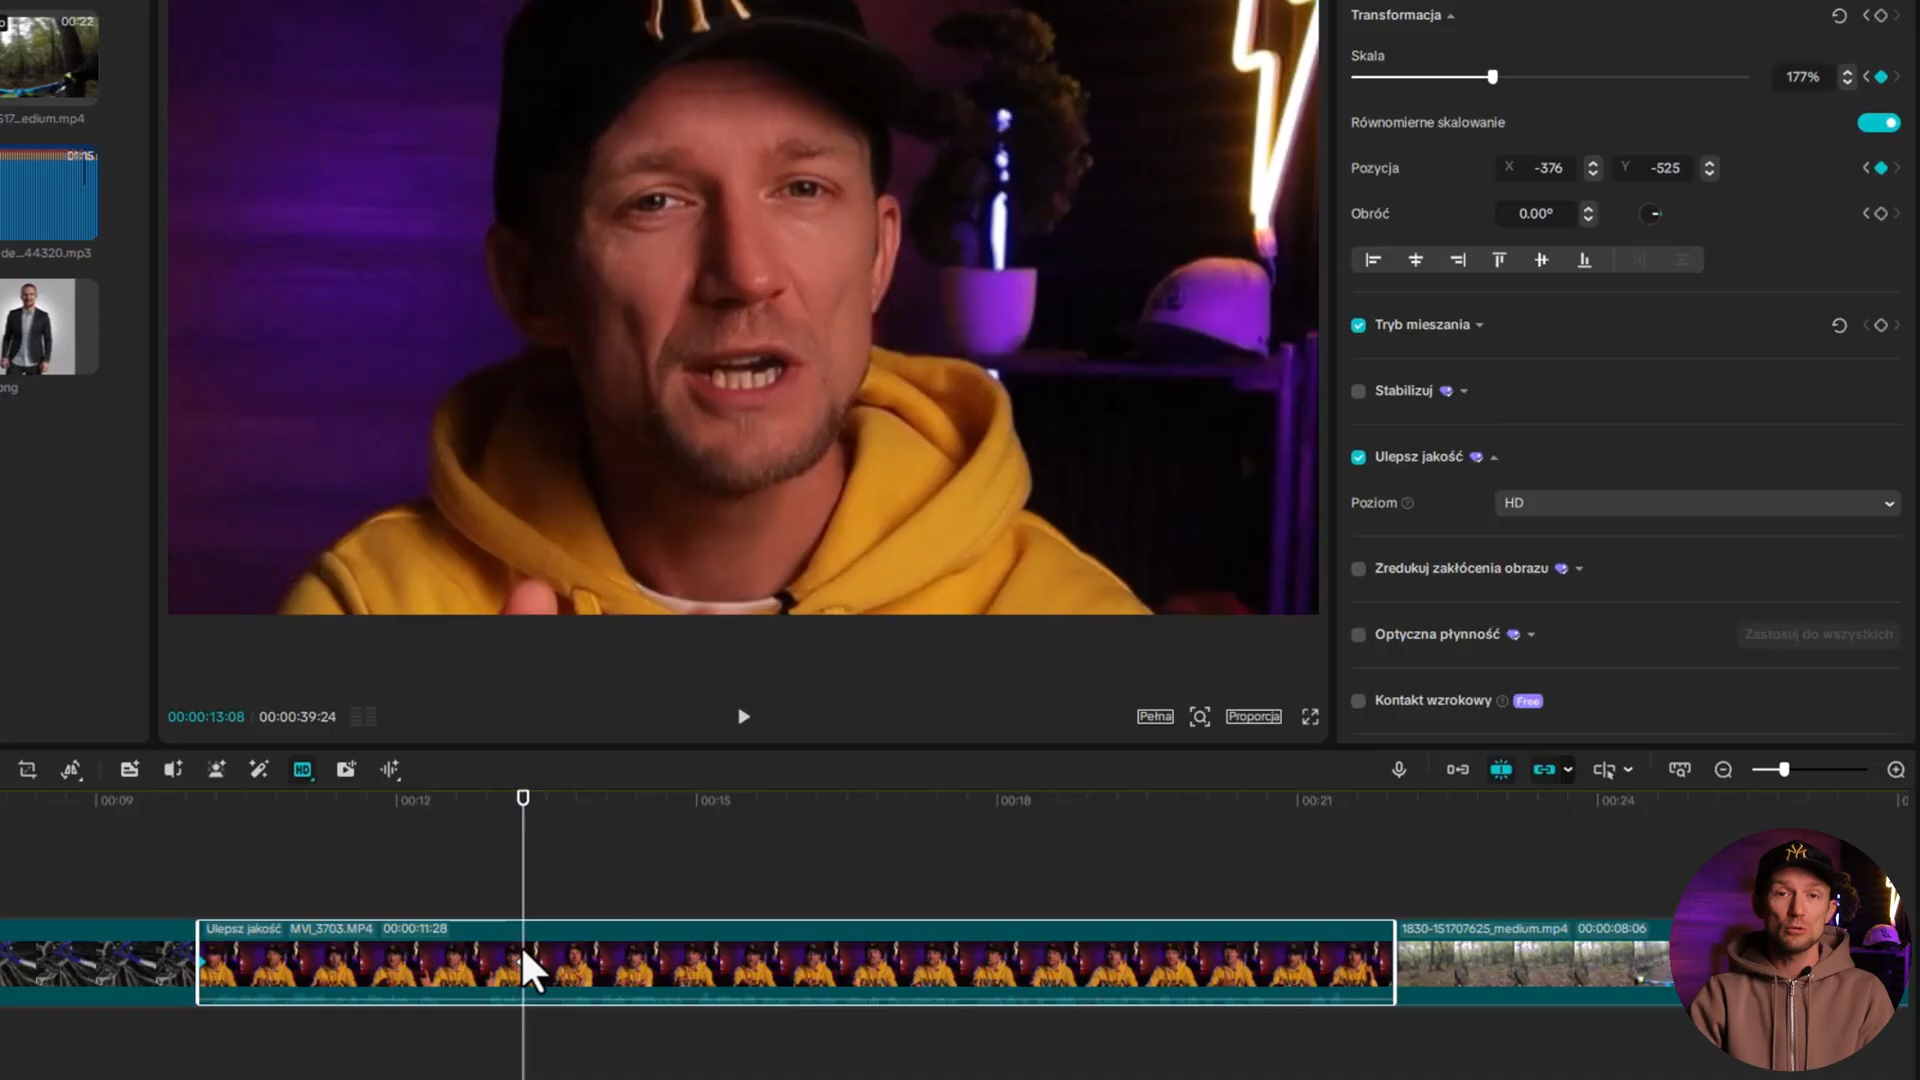 00:22
517_edium.mp4
01:15
de...44320.mp3
png
Transformacja
Skala
177%
Równomierne skalowanie
Pozycja
X -376
Y -525
Obróć
0.00°
Tryb mieszania
Stabilizuj
Ulepsz jakość
Poziom
HD
Zredukuj zakłócenia obrazu
Optyczna płynność
Zastosuj do wszystkich
Kontakt wzrokowy Free
00:00:13:08
00:00:39:24
Pełna
Proporcja
HD
00:09
00:12
00:15
00:18
00:21
00:24
Ulepsz jakość MVI_3703.MP4 00:00:11:28
1830-151707625_medium.mp4 00:00:08:06